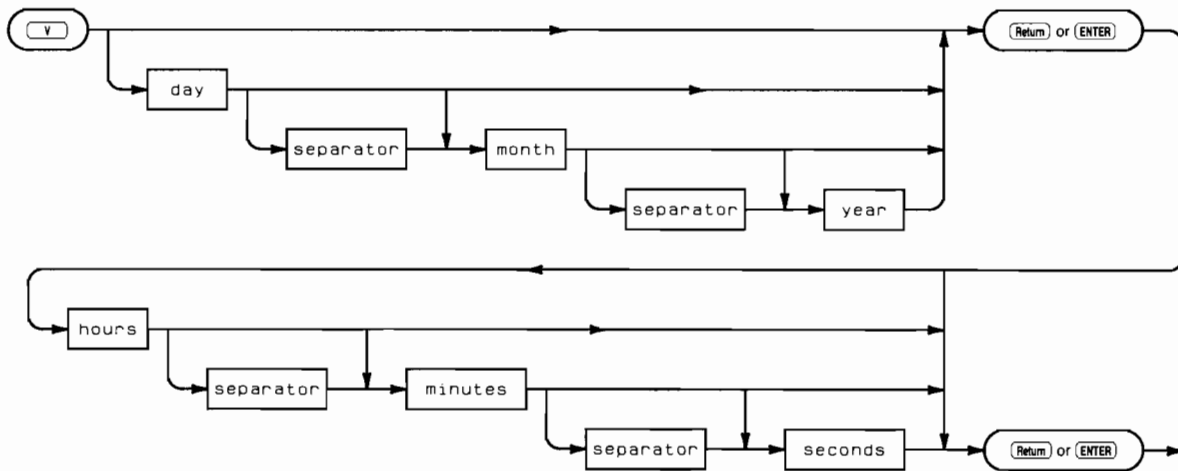 V
Return or ENTER
day
separator
month
separator
year
hours
separator
minutes
separator
seconds
Return or ENTER